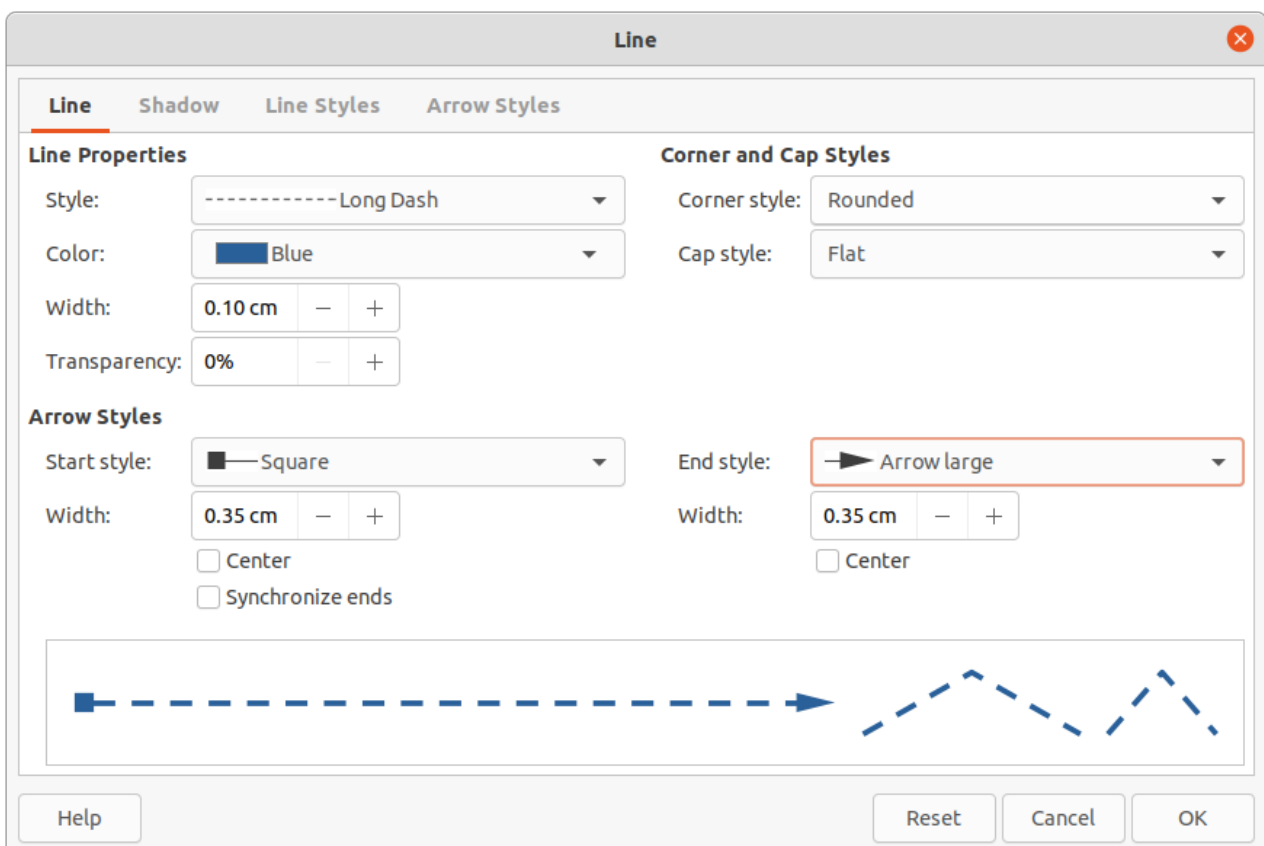 Line
Line Shadow Line Styles Arrow Styles
Line Properties
Style: Long Dash
Color: Blue
Width: 0.10 cm
Transparency: 0%
Corner and Cap Styles
Corner style: Rounded
Cap style: Flat
Arrow Styles
Start style: Square
Width: 0.35 cm
Center
Synchronize ends
End style: Arrow large
Width: 0.35 cm
Center
Help Reset Cancel OK